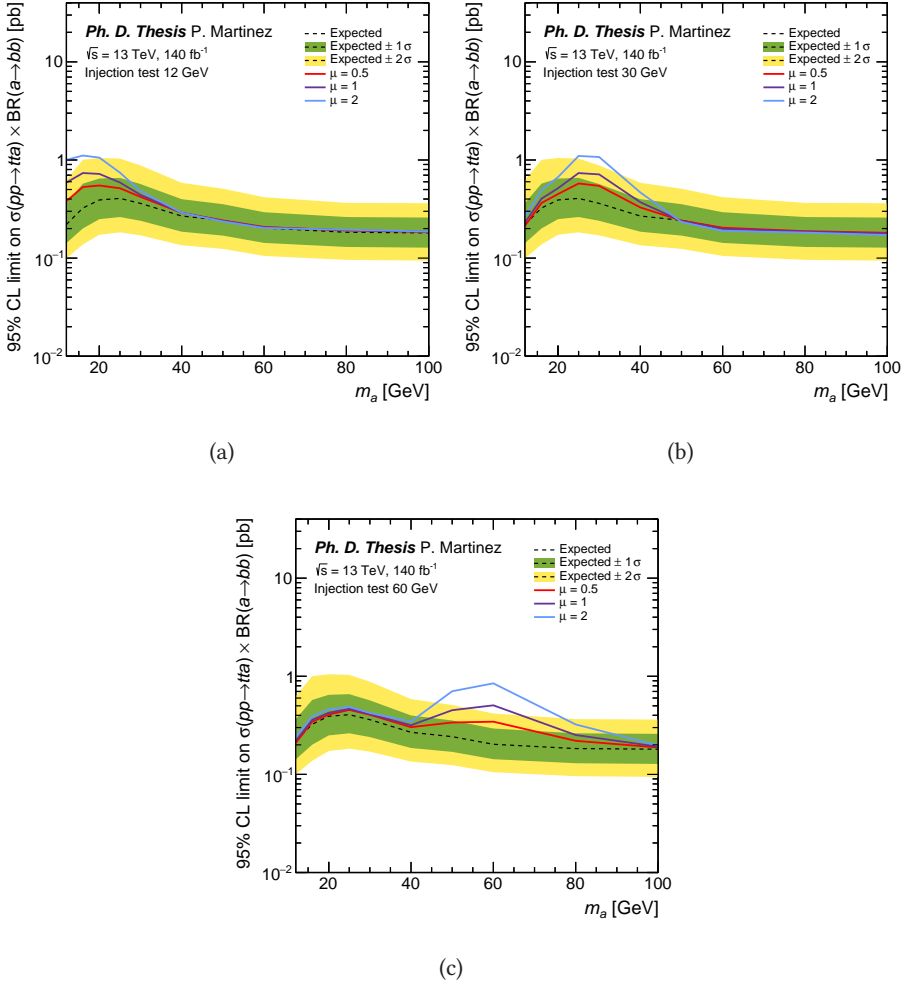 95% CL limit on σ(pp→tta) × BR(a→bb) [pb]
Ph. D. Thesis P. Martinez
√s = 13 TeV, 140 fb⁻¹
Injection test 12 GeV
Expected
Expected ± 1σ
Expected ± 2σ
μ = 0.5
μ = 1
μ = 2
10
1
10⁻¹
10⁻²
20 40 60 80 100
mₐ [GeV]
(a)
95% CL limit on σ(pp→tta) × BR(a→bb) [pb]
Ph. D. Thesis P. Martinez
√s = 13 TeV, 140 fb⁻¹
Injection test 30 GeV
Expected
Expected ± 1σ
Expected ± 2σ
μ = 0.5
μ = 1
μ = 2
10
1
10⁻¹
10⁻²
20 40 60 80 100
mₐ [GeV]
(b)
95% CL limit on σ(pp→tta) × BR(a→bb) [pb]
Ph. D. Thesis P. Martinez
√s = 13 TeV, 140 fb⁻¹
Injection test 60 GeV
Expected
Expected ± 1σ
Expected ± 2σ
μ = 0.5
μ = 1
μ = 2
10
1
10⁻¹
10⁻²
20 40 60 80 100
mₐ [GeV]
(c)